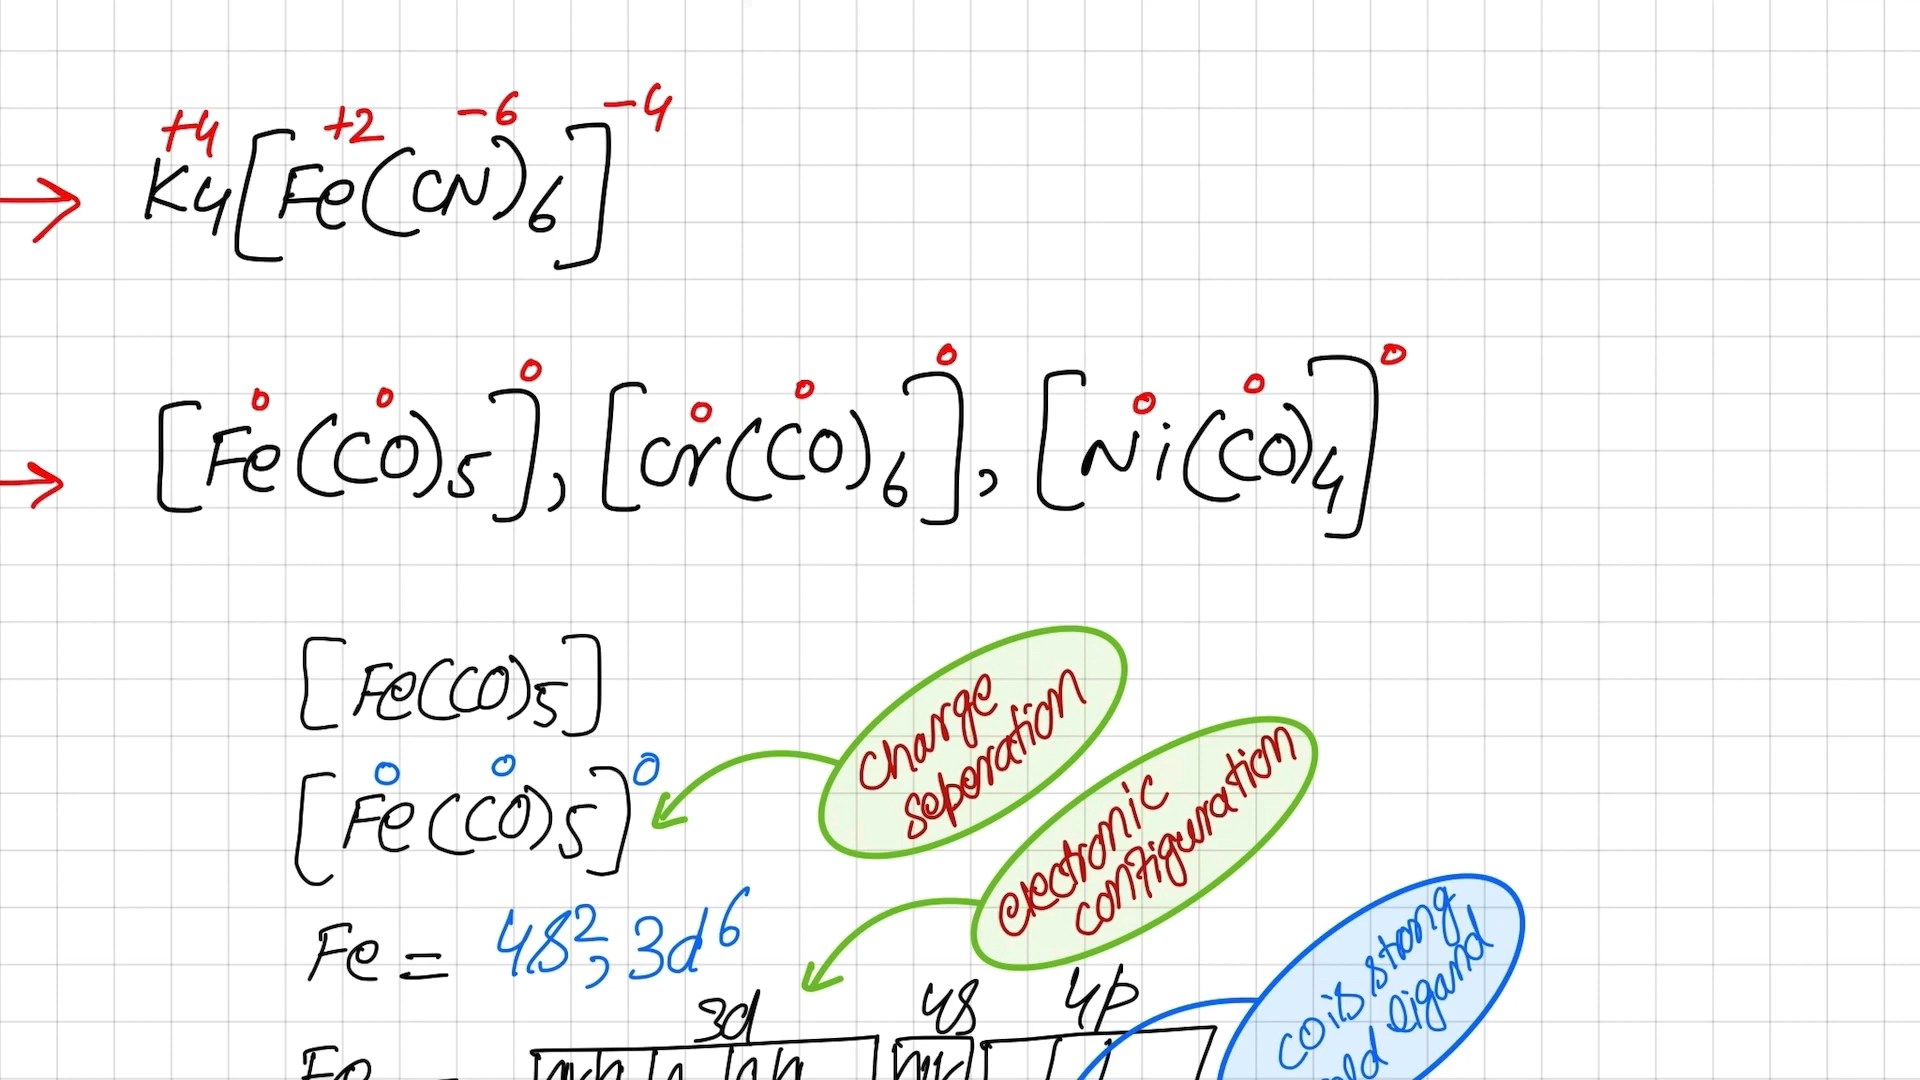 +4 +2 -6 -4
→ K4[Fe(CN)6]
0 0 0 0 0 0 0 0 0
→ [Fe(CO)5], [Cr(CO)6], [Ni(CO)4]
[Fe(CO)5]
0 0 0
[Fe(CO)5]
Charge
seperation
electronic
configuration
Fe = 4s², 3d⁶
co is strong
ligand
3d 4s 4p
Fe